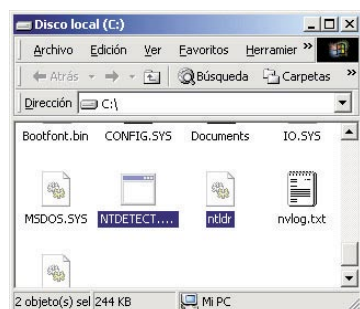 Disco local (C:)
Archivo Edición Ver Favoritos Herramier »
Atrás Búsqueda Carpetas »
Dirección C:\
Bootfont.bin CONFIG.SYS Documents IO.SYS
MSDOS.SYS NTDETECT.... ntldr nvlog.txt
2 objeto(s) sel 244 KB Mi PC